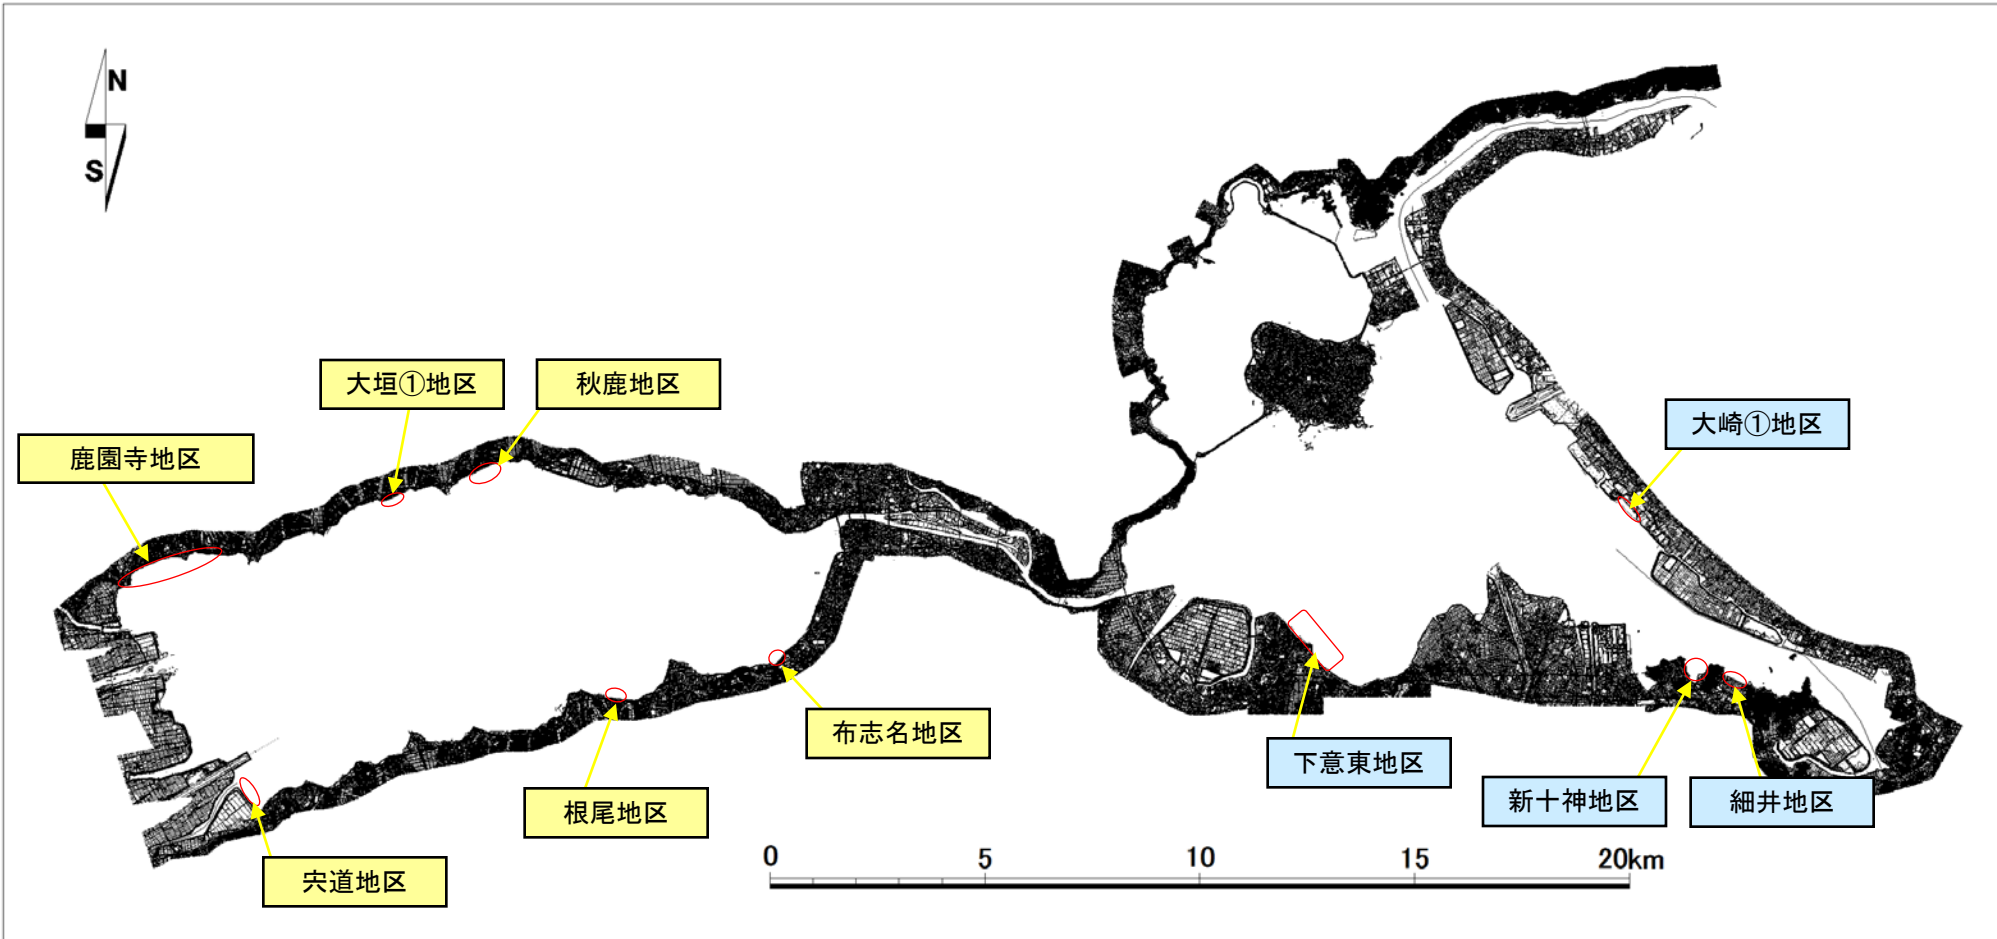 N
S
大垣①地区
秋鹿地区
鹿園寺地区
大崎①地区
布志名地区
下意東地区
根尾地区
新十神地区
細井地区
宍道地区
0 5 10 15 20km